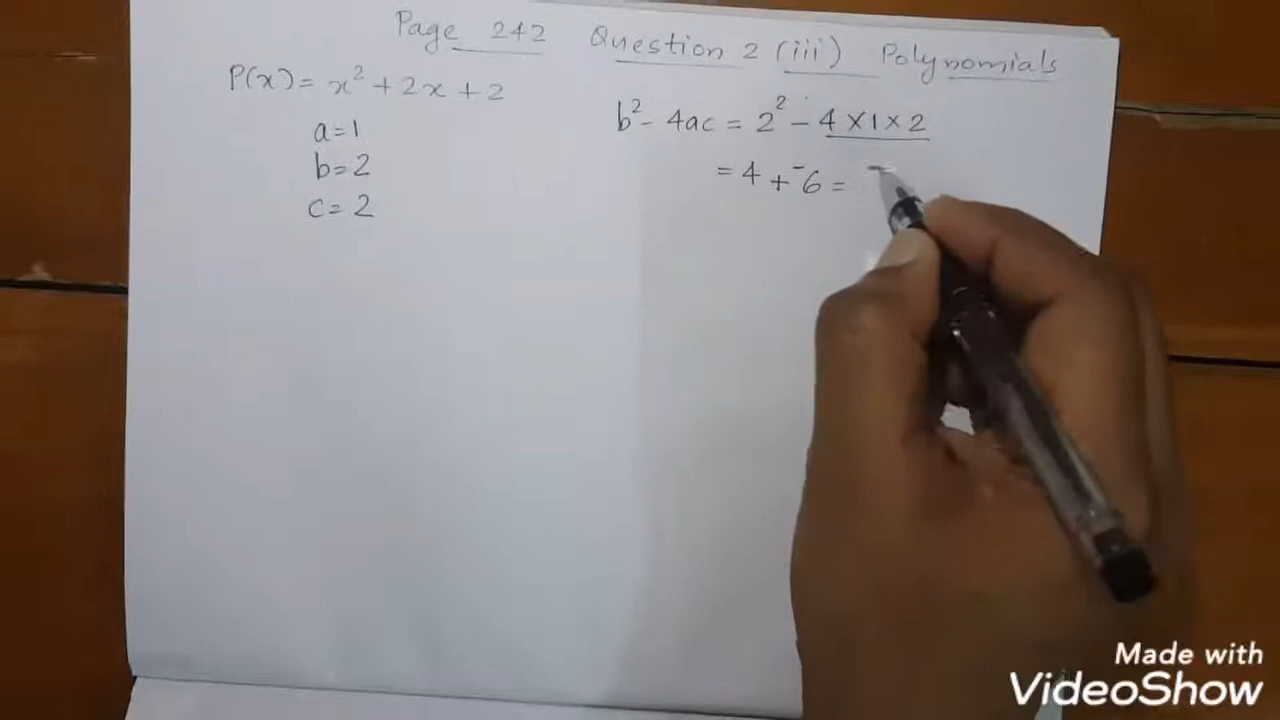 Page 242 Question 2 (iii) Polynomials
P(x) = x² + 2x + 2
a = 1
b = 2
c = 2
b² - 4ac = 2² - 4 × 1 × 2
= 4 + ⁻6 = -
Made with
VideoShow